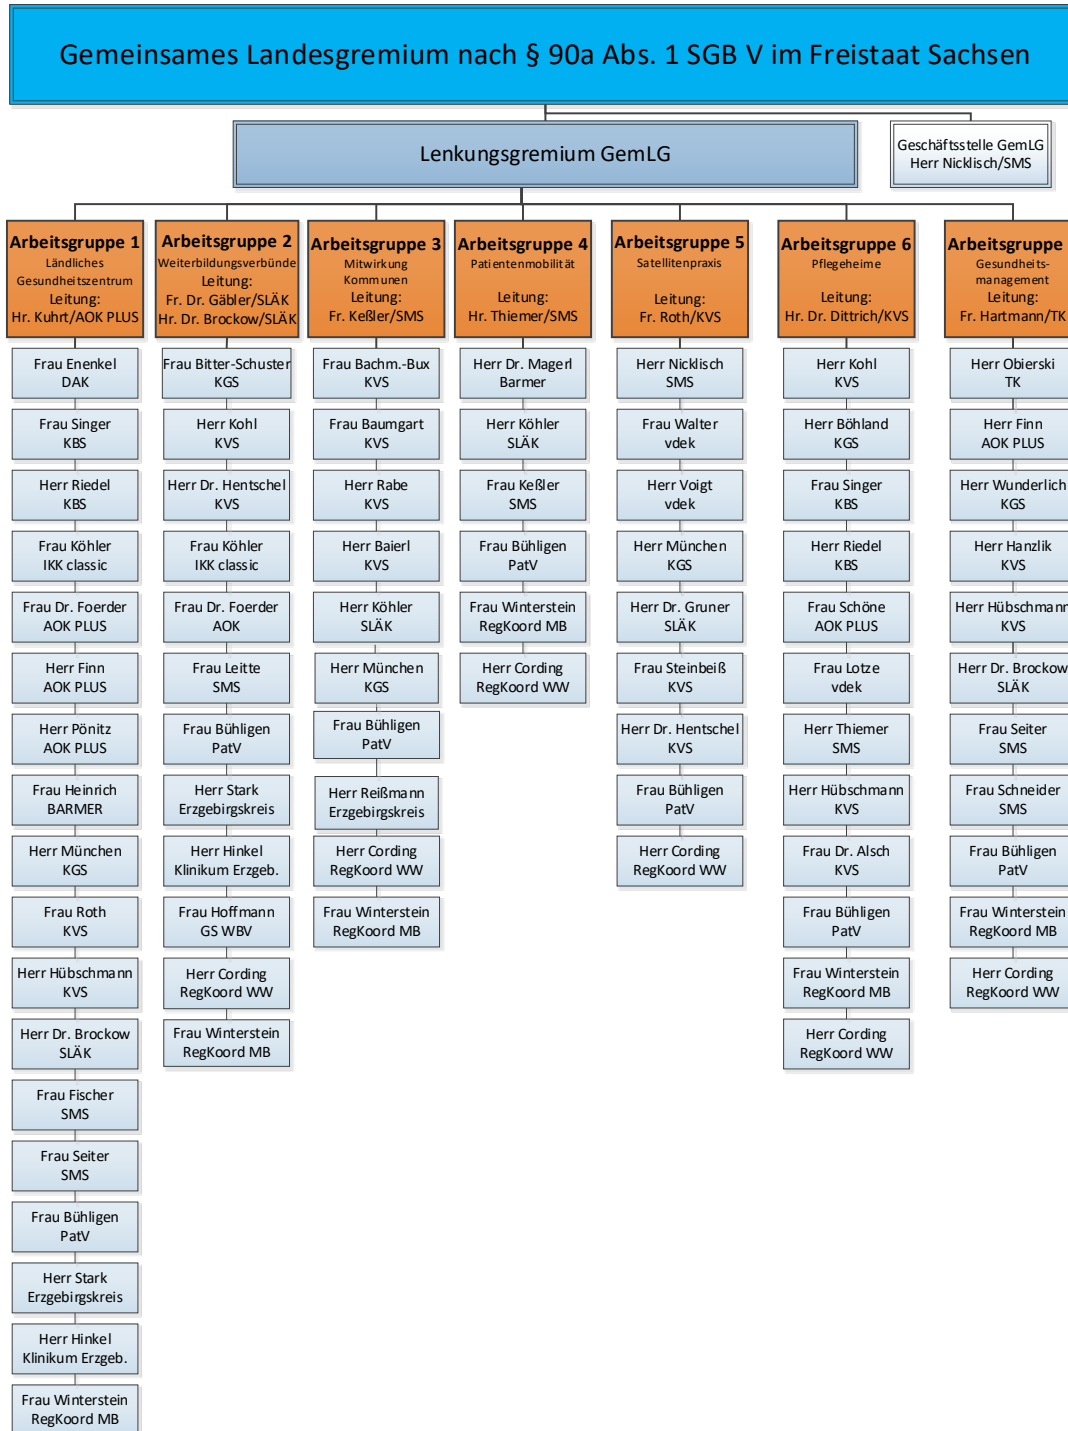 Gemeinsames Landesgremium nach § 90a Abs. 1 SGB V im Freistaat Sachsen
Lenkungsgremium GemLG
Geschäftsstelle GemLG
Herr Nicklisch/SMS
Arbeitsgruppe 1
Ländliches
Gesundheitszentrum
Leitung:
Hr. Kuhrt/AOK PLUS
Frau Enenkel
DAK
Frau Singer
KBS
Herr Riedel
KBS
Frau Köhler
IKK classic
Frau Dr. Foerder
AOK PLUS
Herr Finn
AOK PLUS
Herr Pönitz
AOK PLUS
Frau Heinrich
BARMER
Herr München
KGS
Frau Roth
KVS
Herr Hübschmann
KVS
Herr Dr. Brockow
SLÄK
Frau Fischer
SMS
Frau Seiter
SMS
Frau Bühligen
PatV
Herr Stark
Erzgebirgskreis
Herr Hinkel
Klinikum Erzgeb.
Frau Winterstein
RegKoord MB
Arbeitsgruppe 2
Weiterbildungsverbünde
Leitung:
Fr. Dr. Gäbler/SLÄK
Hr. Dr. Brockow/SLÄK
Frau Bitter-Schuster
KGS
Herr Kohl
KVS
Herr Dr. Hentschel
KVS
Frau Köhler
IKK classic
Frau Dr. Foerder
AOK
Frau Leitte
SMS
Frau Bühligen
PatV
Herr Stark
Erzgebirgskreis
Herr Hinkel
Klinikum Erzgeb.
Frau Hoffmann
GS WBV
Herr Cording
RegKoord WW
Frau Winterstein
RegKoord MB
Arbeitsgruppe 3
Mitwirkung
Kommunen
Leitung:
Fr. Keßler/SMS
Frau Bachm.-Bux
KVS
Frau Baumgart
KVS
Herr Rabe
KVS
Herr Baierl
KVS
Herr Köhler
SLÄK
Herr München
KGS
Frau Bühligen
PatV
Herr Reißmann
Erzgebirgskreis
Herr Cording
RegKoord WW
Frau Winterstein
RegKoord MB
Arbeitsgruppe 4
Patientenmobilität
Leitung:
Hr. Thiemer/SMS
Herr Dr. Magerl
Barmer
Herr Köhler
SLÄK
Frau Keßler
SMS
Frau Bühligen
PatV
Frau Winterstein
RegKoord MB
Herr Cording
RegKoord WW
Arbeitsgruppe 5
Satellitenpraxis
Leitung:
Fr. Roth/KVS
Herr Nicklisch
SMS
Frau Walter
vdek
Herr Voigt
vdek
Herr München
KGS
Herr Dr. Gruner
SLÄK
Frau Steinbeiß
KVS
Herr Dr. Hentschel
KVS
Frau Bühligen
PatV
Herr Cording
RegKoord WW
Arbeitsgruppe 6
Pflegeheime
Leitung:
Hr. Dr. Dittrich/KVS
Herr Kohl
KVS
Herr Böhland
KGS
Frau Singer
KBS
Herr Riedel
KBS
Frau Schöne
AOK PLUS
Frau Lotze
vdek
Herr Thiemer
SMS
Herr Hübschmann
KVS
Frau Dr. Alsch
KVS
Frau Bühligen
PatV
Frau Winterstein
RegKoord MB
Herr Cording
RegKoord WW
Arbeitsgruppe
Gesundheits-
management
Leitung:
Fr. Hartmann/TK
Herr Obierski
TK
Herr Finn
AOK PLUS
Herr Wunderlich
KGS
Herr Hanzlik
KVS
Herr Hübschmann
KVS
Herr Dr. Brockow
SLÄK
Frau Seiter
SMS
Frau Schneider
SMS
Frau Bühligen
PatV
Frau Winterstein
RegKoord MB
Herr Cording
RegKoord WW